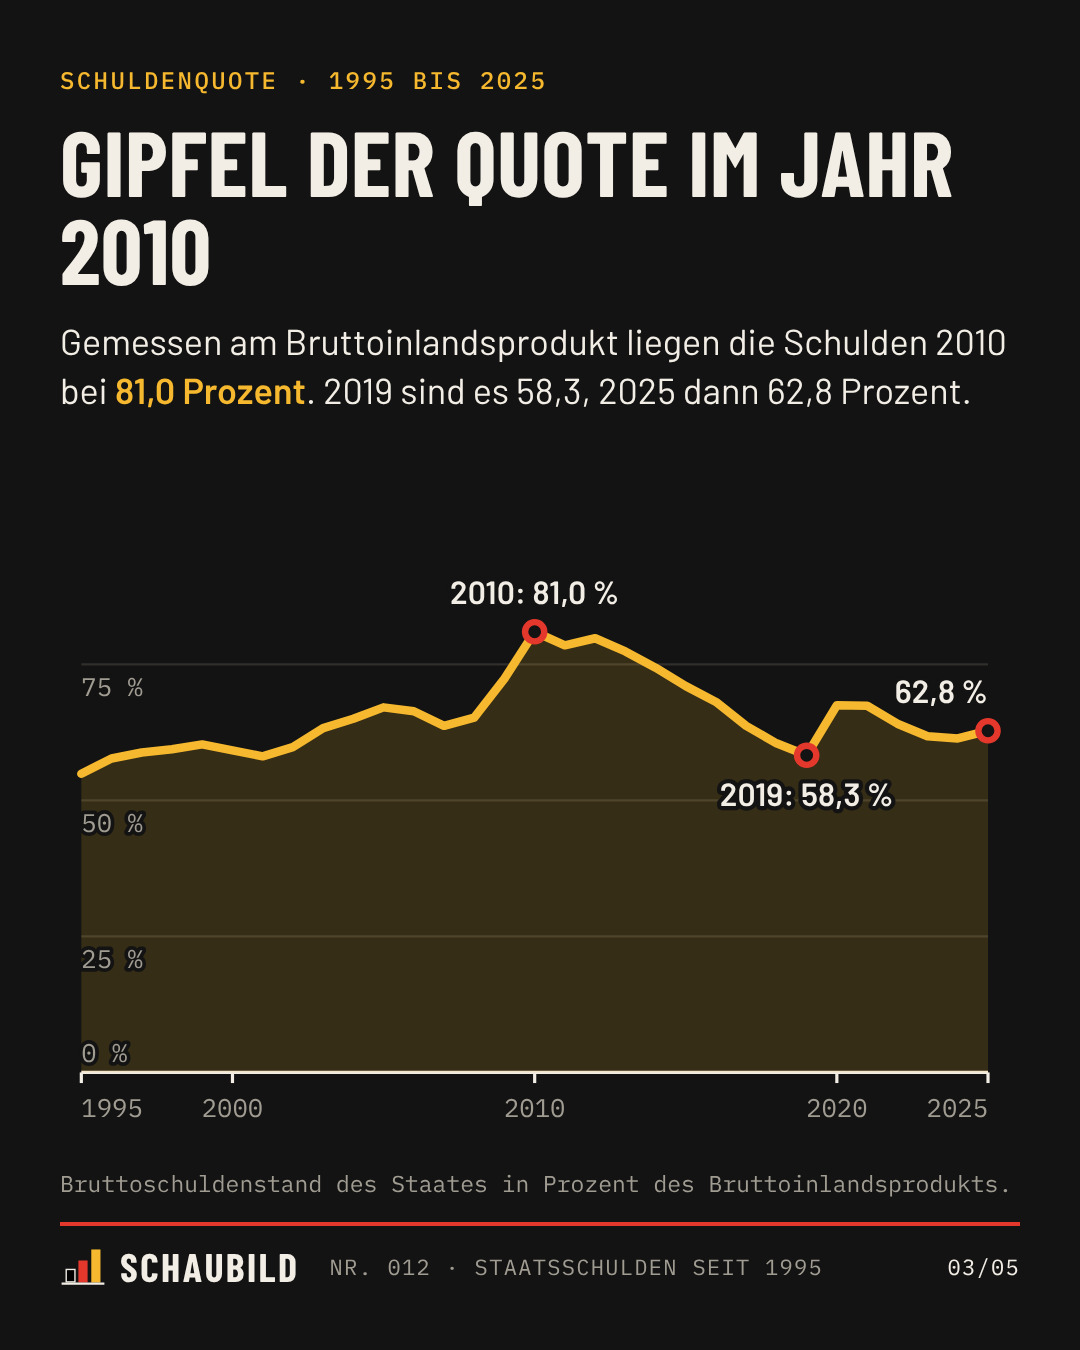 SCHULDENQUOTE · 1995 BIS 2025
GIPFEL DER QUOTE IM JAHR
2010
Gemessen am Bruttoinlandsprodukt liegen die Schulden 2010
bei 81,0 Prozent. 2019 sind es 58,3, 2025 dann 62,8 Prozent.
2010: 81,0 %
75 %
62,8 %
2019: 58,3 %
50 %
25 %
0 %
1995 2000 2010 2020 2025
Bruttoschuldenstand des Staates in Prozent des Bruttoinlandsprodukts.
SCHAUBILD NR. 012 · STAATSSCHULDEN SEIT 1995 03/05